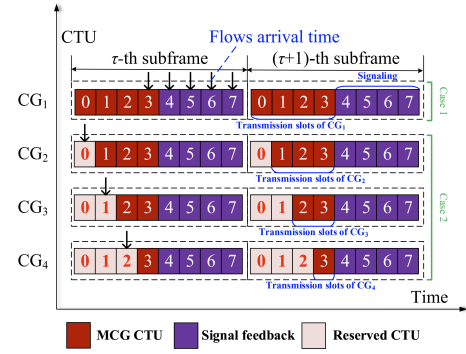 CTU
Flows arrival time
τ-th subframe
(τ+1)-th subframe
Signaling
CG1
0 1 2 3 4 5 6 7
0 1 2 3 4 5 6 7
Case 1
Transmission slots of CG1
CG2
0 1 2 3 4 5 6 7
0 1 2 3 4 5 6 7
Transmission slots of CG2
CG3
0 1 2 3 4 5 6 7
0 1 2 3 4 5 6 7
Case 2
Transmission slots of CG3
CG4
0 1 2 3 4 5 6 7
0 1 2 3 4 5 6 7
Transmission slots of CG4
Time
MCG CTU
Signal feedback
Reserved CTU